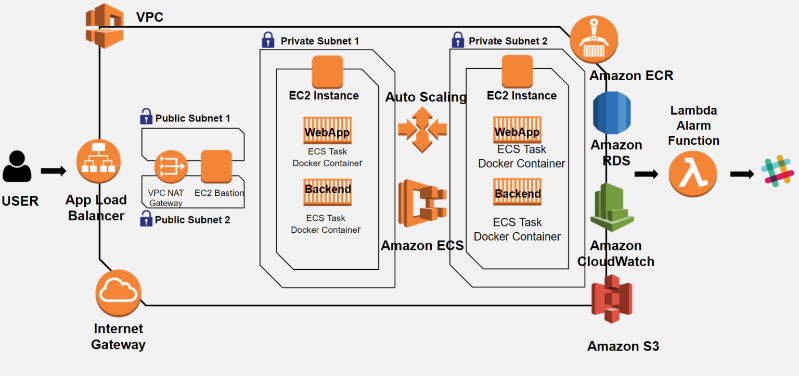 VPC
Private Subnet 1
Private Subnet 2
Amazon ECR
EC2 Instance
EC2 Instance
Auto Scaling
Public Subnet 1
WebApp
ECS Task
Docker Container
WebApp
ECS Task
Docker Container
Amazon
RDS
Lambda
Alarm
Function
USER
App Load
Balancer
VPC NAT
Gateway
EC2 Bastion
Public Subnet 2
Backend
ECS Task
Docker Container
Backend
ECS Task
Docker Container
Amazon ECS
Amazon
CloudWatch
Internet
Gateway
Amazon S3